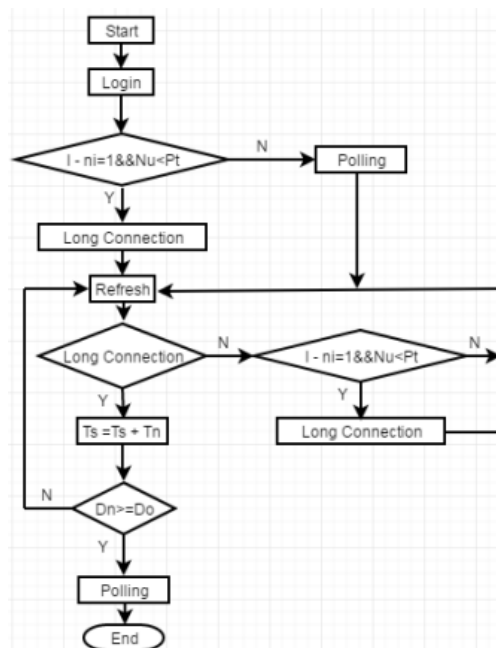 Start
Login
I - ni=1&&Nu<Pt
N
Polling
Y
Long Connection
Refresh
Long Connection
N
I - ni=1&&Nu<Pt
N
Y
Y
Ts =Ts + Tn
Long Connection
N
Dn>=Do
Y
Polling
End